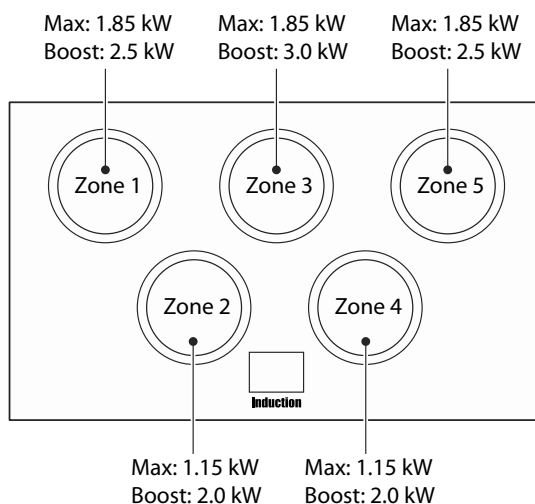 Max: 1.85 kW
Boost: 2.5 kW
Max: 1.85 kW
Boost: 3.0 kW
Max: 1.85 kW
Boost: 2.5 kW
Zone 1
Zone 3
Zone 5
Zone 2
Zone 4
Induction
Max: 1.15 kW
Boost: 2.0 kW
Max: 1.15 kW
Boost: 2.0 kW